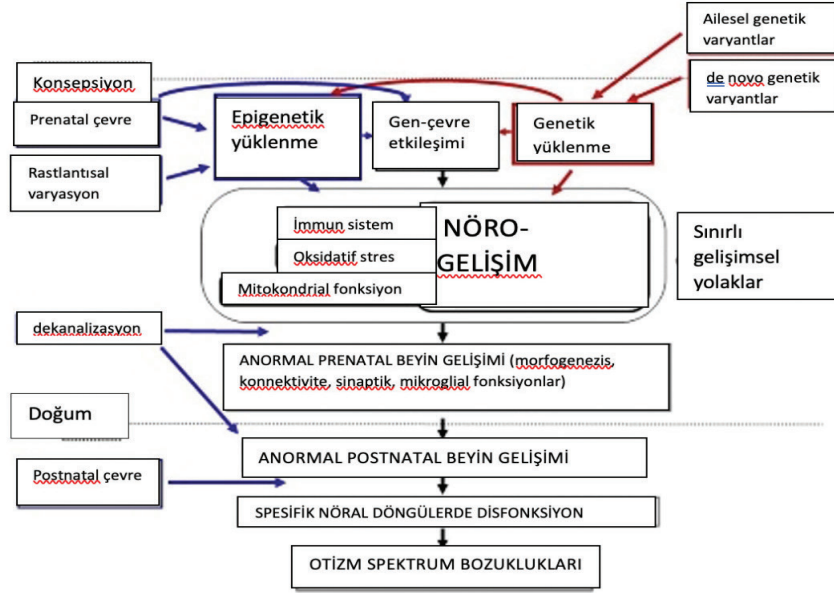 Ailesel genetik
varyantlar
Konsepsiyon
de novo genetik
varyantlar
Prenatal çevre
Epigenetik
yüklenme
Gen-çevre
etkileşimi
Genetik
yüklenme
Rastlantısal
varyasyon
İmmun sistem
Oksidatif stres
Mitokondrial fonksiyon
NÖRO-
GELİŞİM
Sınırlı
gelişimsel
yolaklar
dekanalizasyon
ANORMAL PRENATAL BEYİN GELİŞİMİ (morfogenezis,
konnektivite, sinaptik, mikroglial fonksiyonlar)
Doğum
ANORMAL POSTNATAL BEYİN GELİŞİMİ
Postnatal çevre
SPESİFİK NÖRAL DÖNGÜLERDE DİSFONKSİYON
OTİZM SPEKTRUM BOZUKLUKLARI